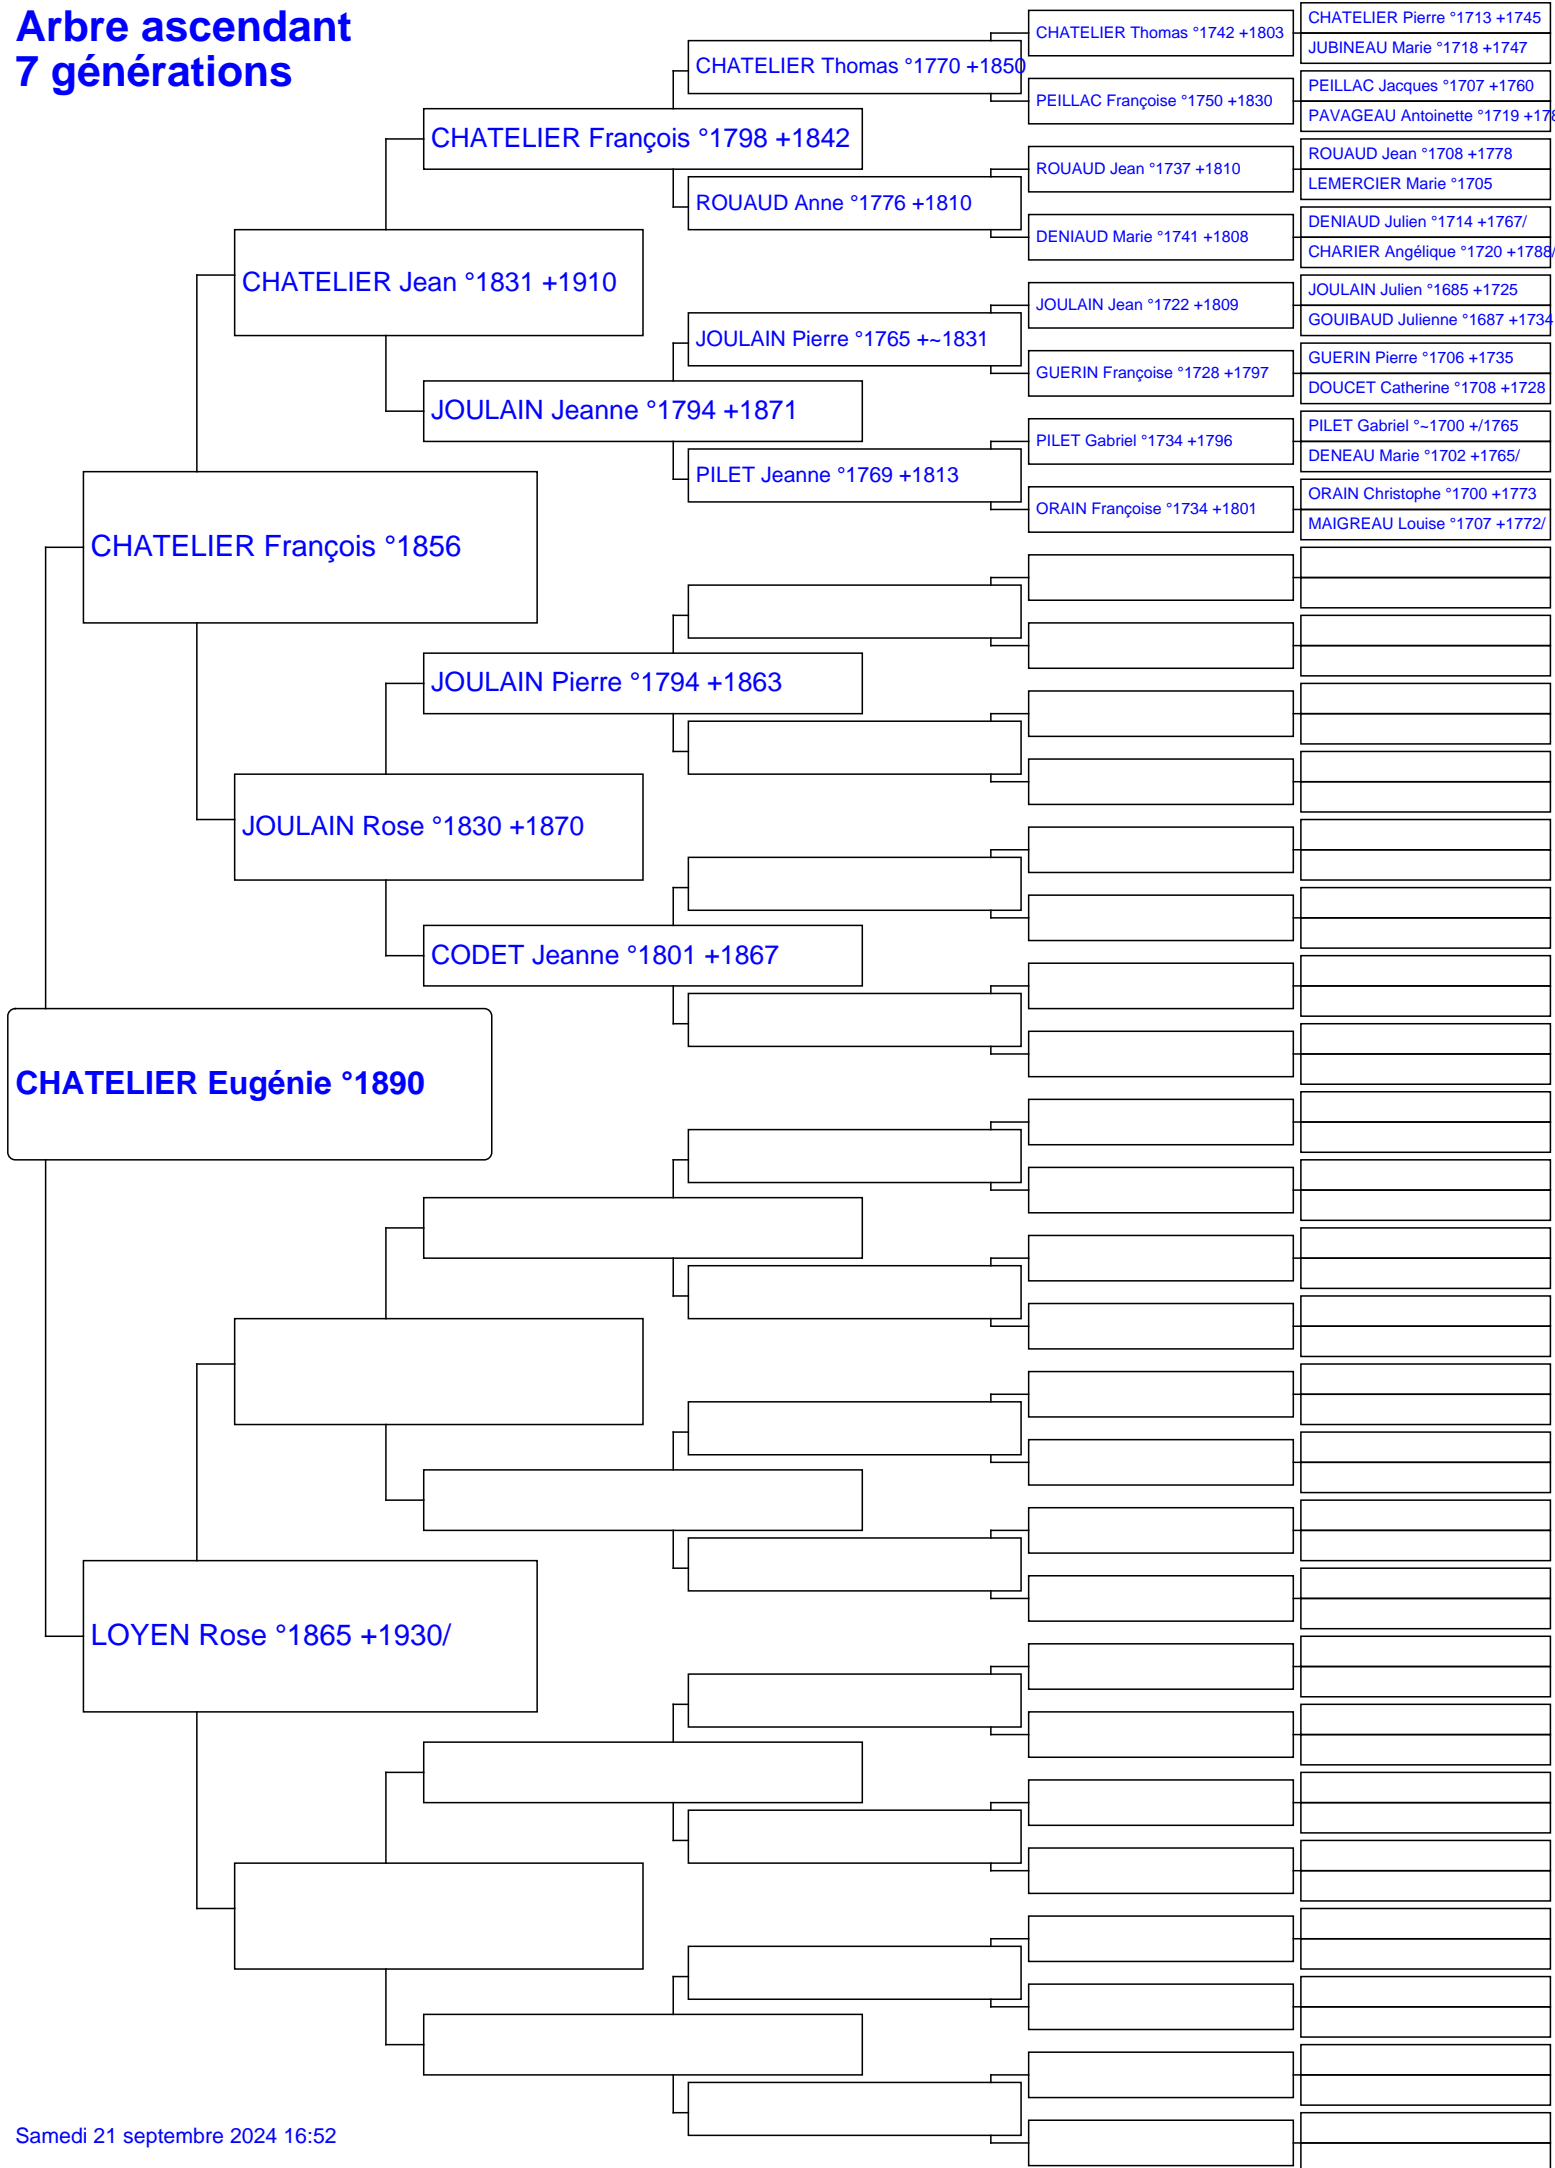 Arbre ascendant
7 générations
CHATELIER Eugénie °1890
CHATELIER François °1856
LOYEN Rose °1865 +1930/
CHATELIER Jean °1831 +1910
JOULAIN Rose °1830 +1870
CHATELIER François °1798 +1842
JOULAIN Jeanne °1794 +1871
JOULAIN Pierre °1794 +1863
CODET Jeanne °1801 +1867
CHATELIER Thomas °1770 +1850
ROUAUD Anne °1776 +1810
JOULAIN Pierre °1765 +~1831
PILET Jeanne °1769 +1813
CHATELIER Thomas °1742 +1803
PEILLAC Françoise °1750 +1830
ROUAUD Jean °1737 +1810
DENIAUD Marie °1741 +1808
JOULAIN Jean °1722 +1809
GUERIN Françoise °1728 +1797
PILET Gabriel °1734 +1796
ORAIN Françoise °1734 +1801
CHATELIER Pierre °1713 +1745
JUBINEAU Marie °1718 +1747
PEILLAC Jacques °1707 +1760
PAVAGEAU Antoinette °1719
ROUAUD Jean °1708 +1778
LEMERCIER Marie °1705
DENIAUD Julien °1714 +1767/
CHARIER Angélique °1720 +1788/
JOULAIN Julien °1685 +1725
GOUIBAUD Julienne °1687 +1734
GUERIN Pierre °1706 +1735
DOUCET Catherine °1708 +1728
PILET Gabriel °~1700 +/1765
DENEAU Marie °1702 +1765/
ORAIN Christophe °1700 +1773
MAIGREAU Louise °1707 +1772/
Samedi 21 septembre 2024 16:52